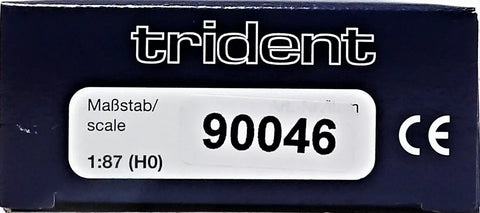 trident
Maßstab/
scale
90046
1:87 (H0)
CE